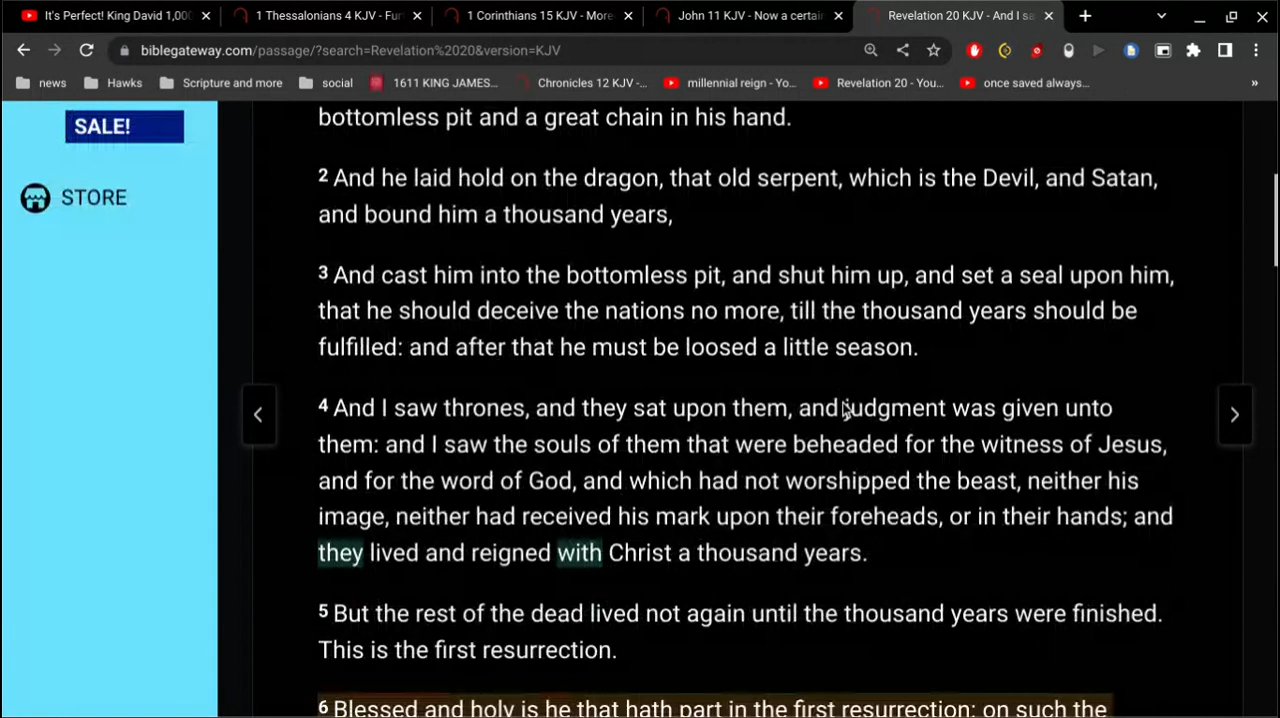 It's Perfect! King David 1,00
1 Thessalonians 4 KJV - Fur
1 Corinthians 15 KJV - More
John 11 KJV - Now a certai
Revelation 20 KJV - And I sa
biblegateway.com/passage/?search=Revelation%2020&version=KJV
news
Hawks
Scripture and more
social
1611 KING JAMES...
Chronicles 12 KJV -...
millennial reign - Yo...
Revelation 20 - You...
once saved always...
SALE!
STORE
bottomless pit and a great chain in his hand.
2 And he laid hold on the dragon, that old serpent, which is the Devil, and Satan,
and bound him a thousand years,
3 And cast him into the bottomless pit, and shut him up, and set a seal upon him,
that he should deceive the nations no more, till the thousand years should be
fulfilled: and after that he must be loosed a little season.
4 And I saw thrones, and they sat upon them, and judgment was given unto
them: and I saw the souls of them that were beheaded for the witness of Jesus,
and for the word of God, and which had not worshipped the beast, neither his
image, neither had received his mark upon their foreheads, or in their hands; and
they lived and reigned with Christ a thousand years.
5 But the rest of the dead lived not again until the thousand years were finished.
This is the first resurrection.
6 Blessed and holy is he that hath part in the first resurrection: on such the